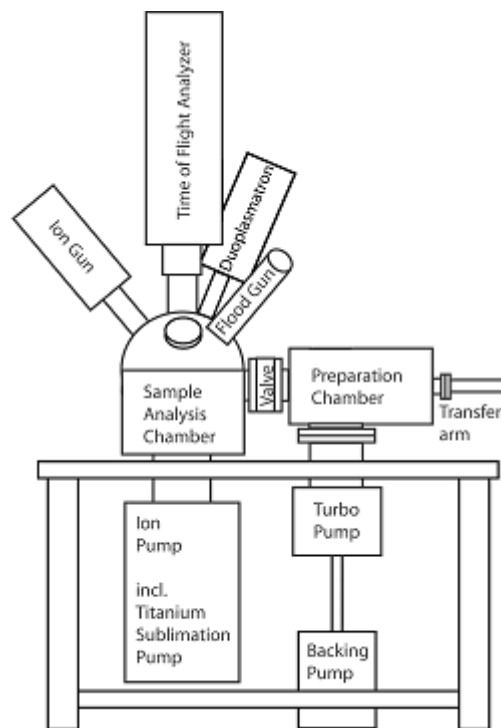 Time of Flight Analyzer
Ion Gun
Duoplasmatron
Flood Gun
Sample
Analysis
Chamber
Valve
Preparation
Chamber
Transfer
arm
Ion
Pump
incl.
Titanium
Sublimation
Pump
Turbo
Pump
Backing
Pump